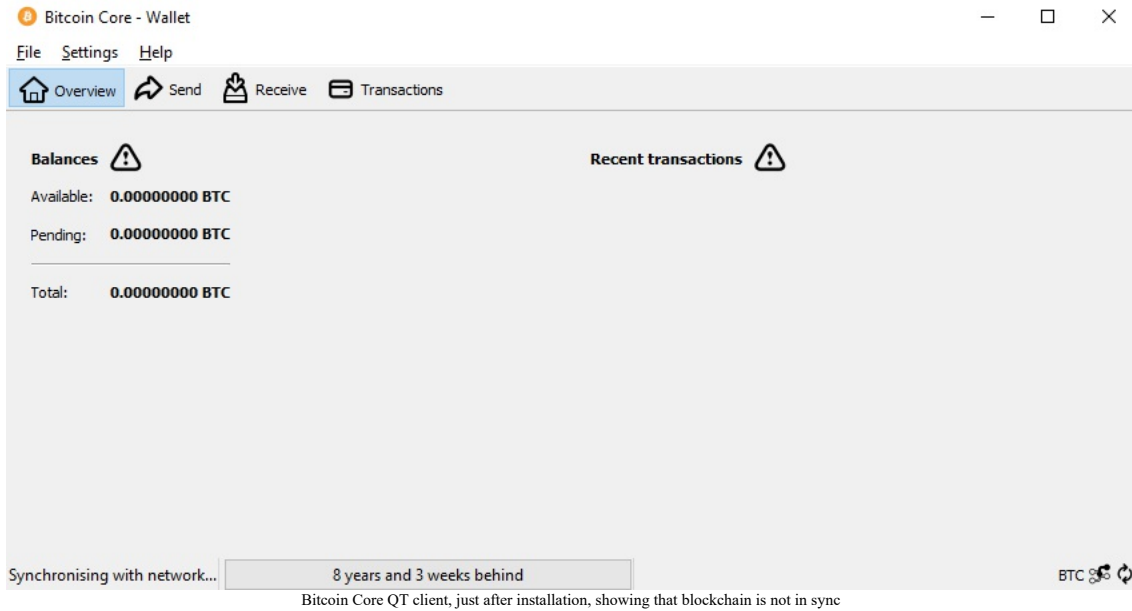 Bitcoin Core - Wallet
File Settings Help
Overview Send Receive Transactions
Balances
Available: 0.00000000 BTC
Pending: 0.00000000 BTC
Total: 0.00000000 BTC
Recent transactions
Synchronising with network... 8 years and 3 weeks behind BTC
Bitcoin Core QT client, just after installation, showing that blockchain is not in sync